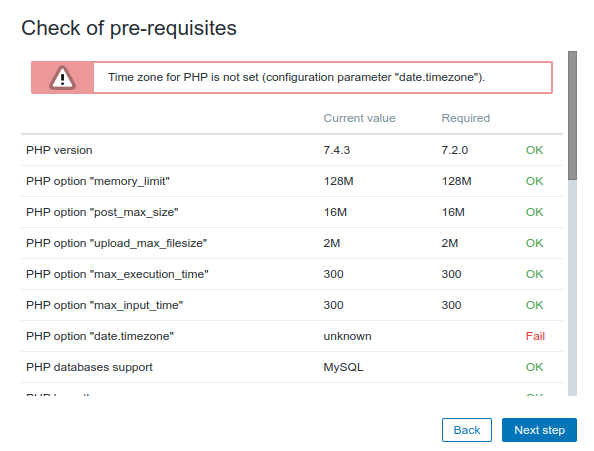 Check of pre-requisites
Time zone for PHP is not set (configuration parameter "date.timezone").
Current value Required
PHP version 7.4.3 7.2.0 OK
PHP option "memory_limit" 128M 128M OK
PHP option "post_max_size" 16M 16M OK
PHP option "upload_max_filesize" 2M 2M OK
PHP option "max_execution_time" 300 300 OK
PHP option "max_input_time" 300 300 OK
PHP option "date.timezone" unknown Fail
PHP databases support MySQL OK
PHP OK
Back Next step